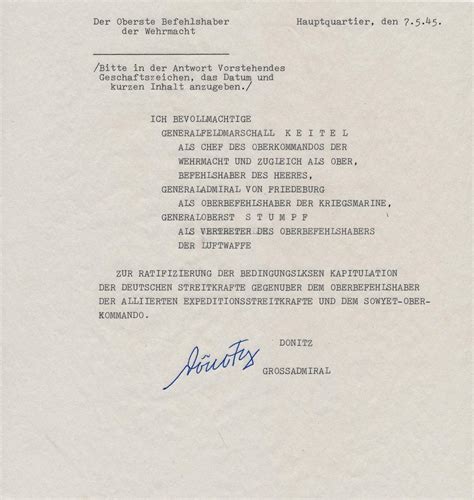 Der Oberste Befehlshaber
der Wehrmacht
Hauptquartier, den 7.5.45.
/Bitte in der Antwort Vorstehendes
Geschaftszeichen, das Datum und
kurzen Inhalt anzugeben./
ICH BEVOLLMACHTIGE
GENERALFELDMARSCHALL K E I T E L
ALS CHEF DES OBERKOMMANDOS DER
WEHRMACHT UND ZUGLEICH ALS OBER,
BEFEHLSHABER DES HEERES,
GENERALADMIRAL VON FRIEDEBURG
ALS OBERBEFEHLSHABER DER KRIEGSMARINE,
GENERALOBERST S T U M P F
ALS VERTRETER DES OBERBEFEHLSHABERS
DER LUFTWAFFE
ZUR RATIFIZIERUNG DER BEDINGUNGLKSEN KAPITULATION
DER DEUTSCHEN STREITKRAFTE GEGENUBER DEM OBERBEFEHLSHABER
DER ALLIIERTEN EXPEDITIONSSTREITKRAFTE UND DEM SOWYET-OBER-
KOMMANDO.
DONITZ
Dönitz
GROSSADMIRAL